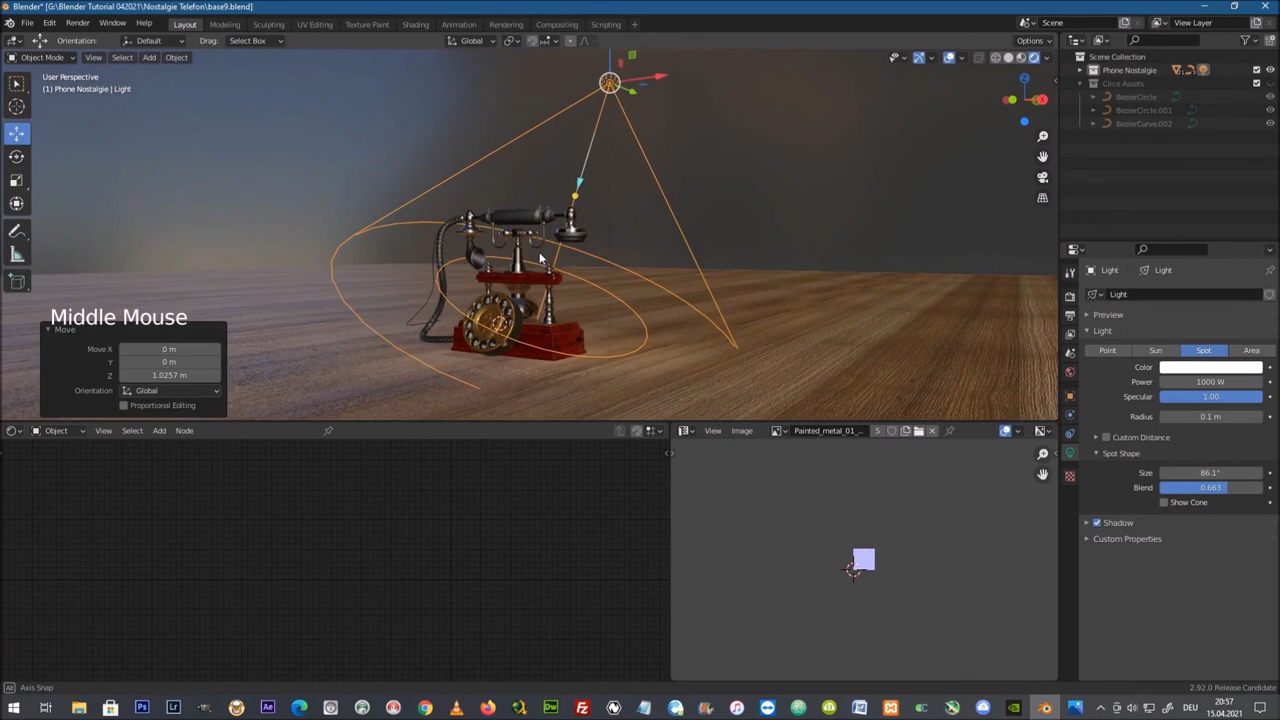 Blender* [G:\Blender Tutorial 042021\Nostalgie Telefon\base9.blend]
File Edit Render Window Help
Layout Modeling Sculpting UV Editing Texture Paint Shading Animation Rendering Compositing Scripting
Scene View Layer
Orientation: Default Drag: Select Box Global Options
Object Mode View Select Add Object
User Perspective
(1) Phone Nostalgie | Light
Scene Collection
Phone Nostalgie
Circe Assets
BezierCircle
BezierCircle.001
BezierCurve.002
Middle Mouse
Move
Move X 0 m
Y 0 m
Z 1.0257 m
Orientation Global
Proportional Editing
Light Light
Light
Preview
Light
Point Sun Spot Area
Color
Power 1000 W
Specular 1.00
Radius 0.1 m
Custom Distance
Spot Shape
Size 86.1°
Blend 0.663
Show Cone
Shadow
Custom Properties
Object View Select Add Node
View Image Painted_metal_01_... 5
Axis Snap 2.92.0 Release Candidate
20:57
15.04.2021